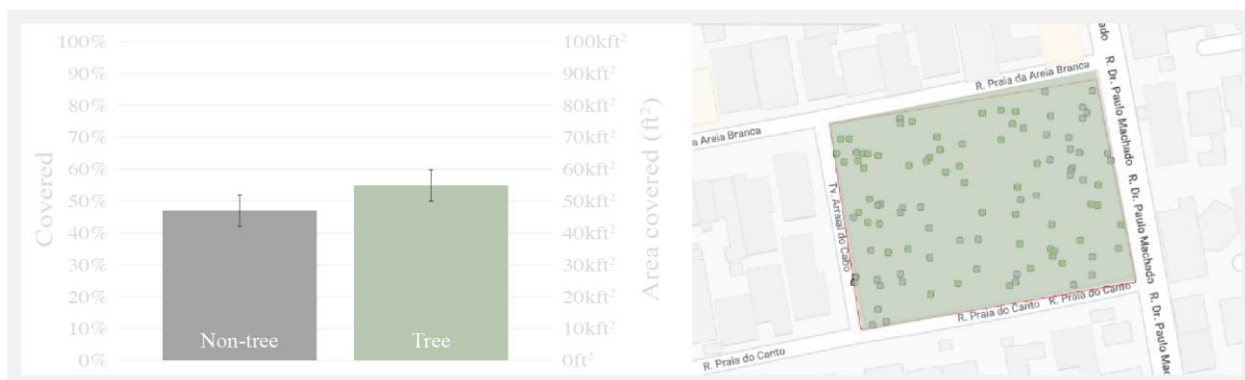 100%
90%
80%
70%
60%
50%
40%
30%
20%
10%
0%
Covered
Non-tree
Tree
100kft²
90kft²
80kft²
70kft²
60kft²
50kft²
40kft²
30kft²
20kft²
10kft²
0ft²
Area covered (ft²)
R. Praia da Areia Branca
a Areia Branca
Tv. Arraial do Cabo
R. Praia do Canto
R. Praia do Canto
R. Praia do Canto
hado
R. Dr. Paulo Machado
R. Dr. Paulo Machado
R. Dr. Paulo Ma